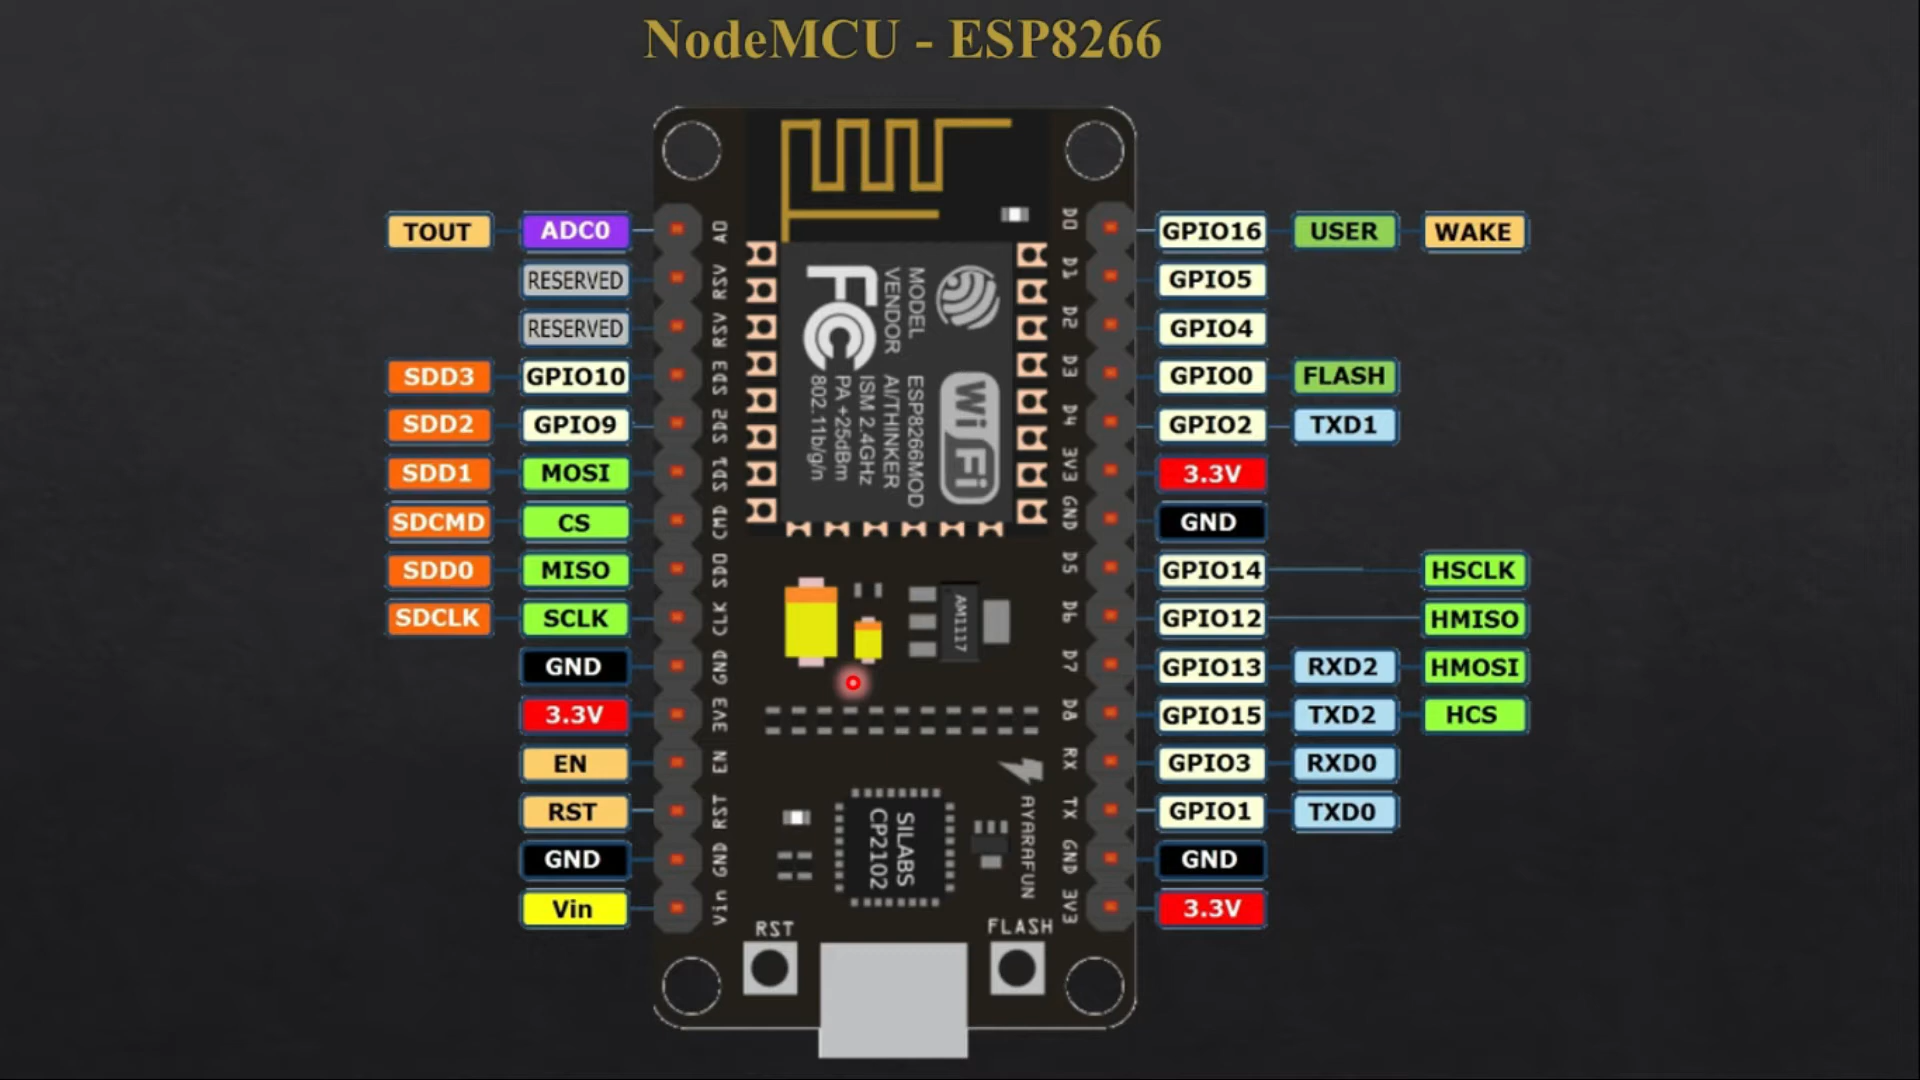 NodeMCU - ESP8266
TOUT ADC0 A0 D0 GPIO16 USER WAKE
RESERVED RSV D1 GPIO5
RESERVED RSV D2 GPIO4
SDD3 GPIO10 SD3 D3 GPIO0 FLASH
SDD2 GPIO9 SD2 D4 GPIO2 TXD1
SDD1 MOSI SD1 3V3 3.3V
SDCMD CS CMD GND GND
SDD0 MISO SD0 D5 GPIO14 HSCLK
SDCLK SCLK CLK D6 GPIO12 HMISO
GND GND D7 GPIO13 RXD2 HMOSI
3.3V 3V3 D8 GPIO15 TXD2 HCS
EN EN RX GPIO3 RXD0
RST RST TX GPIO1 TXD0
GND GND GND GND
Vin Vin 3V3 3.3V
MODEL ESP8266MOD
VENDOR AI/THINKER
ISM 2.4GHz
PA +25dBm
802.11b/g/n
FC
WiFi
AM1117
SILABS
CP2102
AYARAFUN
RST
FLASH